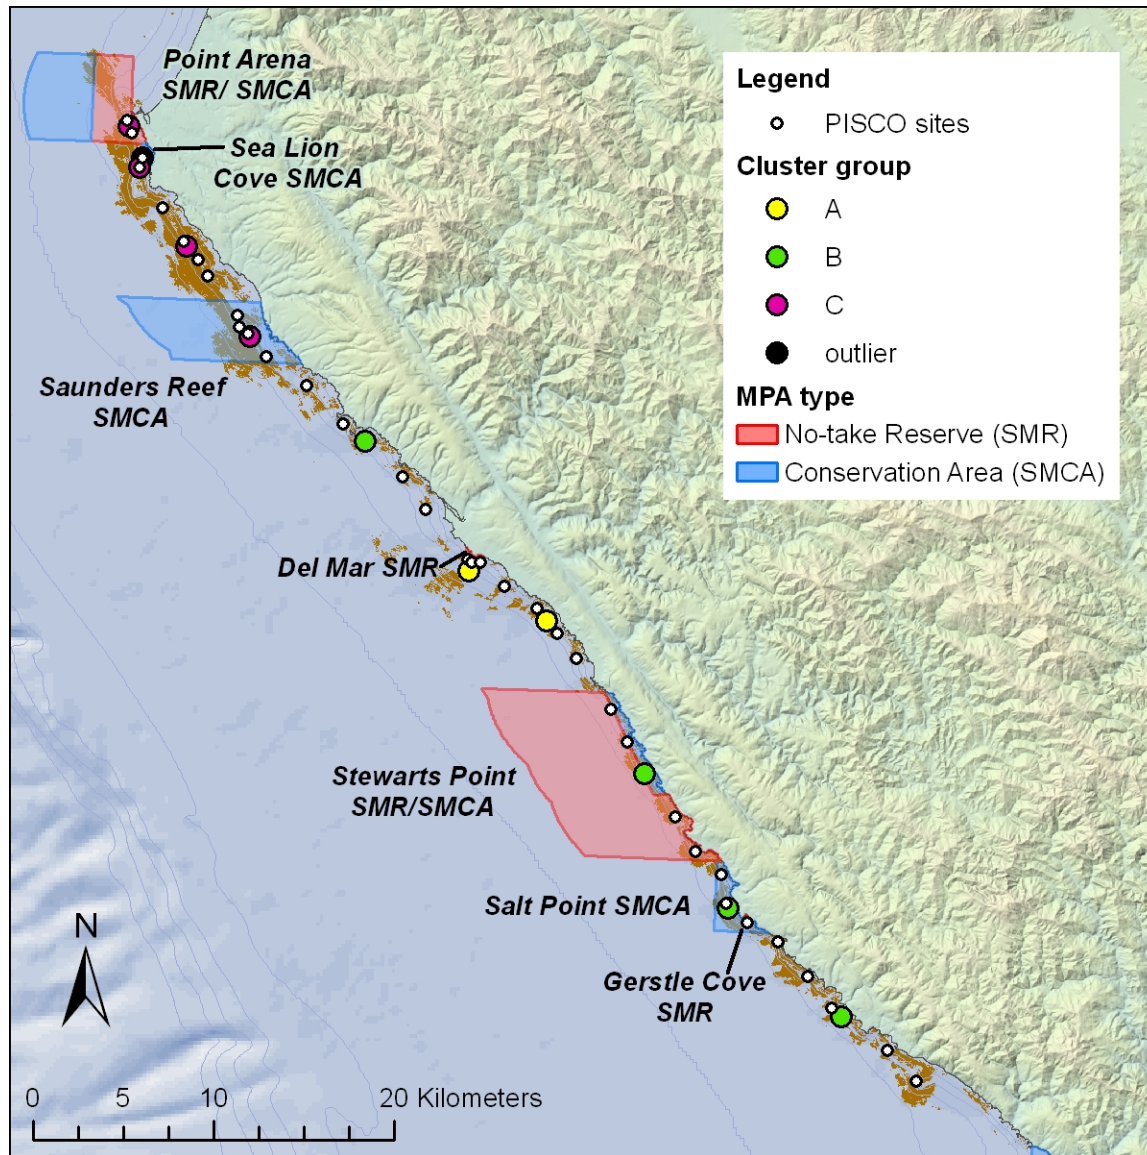 Point Arena
SMR/ SMCA
Sea Lion
Cove SMCA
Saunders Reef
SMCA
Del Mar SMR
Stewarts Point
SMR/SMCA
Salt Point SMCA
Gerstle Cove
SMR
Legend
PISCO sites
Cluster group
A
B
C
outlier
MPA type
No-take Reserve (SMR)
Conservation Area (SMCA)
N
0 5 10 20 Kilometers